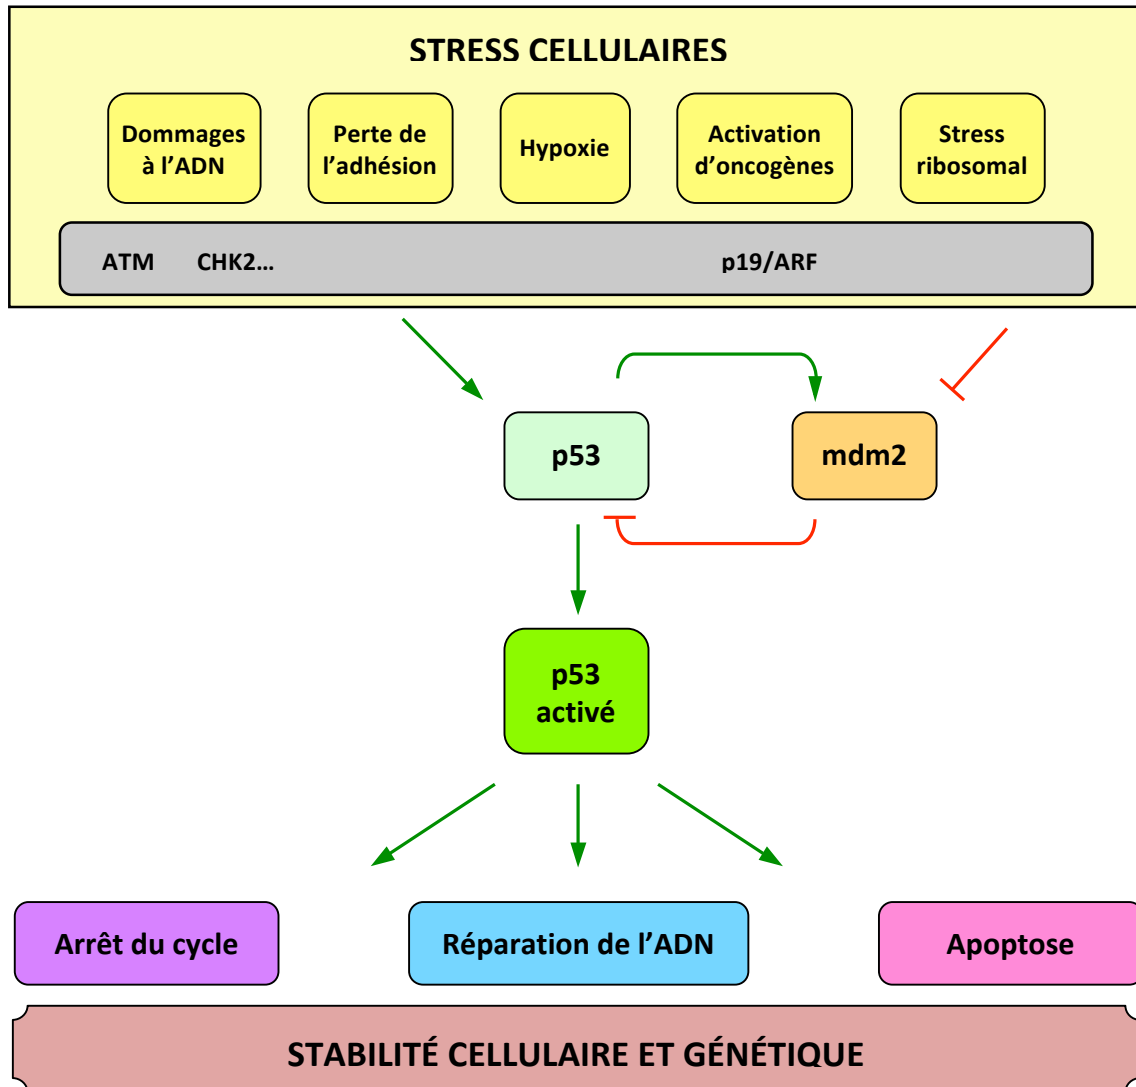 STRESS CELLULAIRES
Dommages
à l’ADN
Perte de
l’adhésion
Hypoxie
Activation
d’oncogènes
Stress
ribosomal
ATM CHK2… p19/ARF
p53
mdm2
p53
activé
Arrêt du cycle
Réparation de l’ADN
Apoptose
STABILITÉ CELLULAIRE ET GÉNÉTIQUE